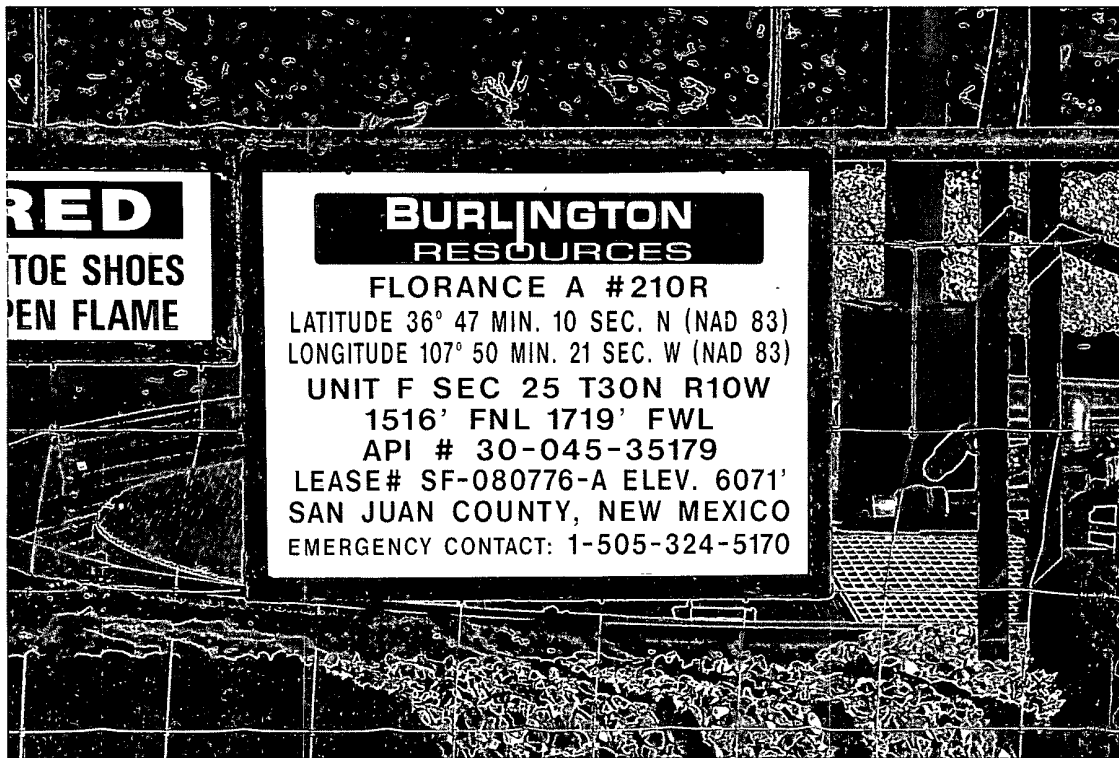 RED
TOE SHOES
PEN FLAME
BURLINGTON
RESOURCES
FLORANCE A #210R
LATITUDE 36° 47 MIN. 10 SEC. N (NAD 83)
LONGITUDE 107° 50 MIN. 21 SEC. W (NAD 83)
UNIT F SEC 25 T30N R10W
1516' FNL 1719' FWL
API # 30-045-35179
LEASE# SF-080776-A ELEV. 6071'
SAN JUAN COUNTY, NEW MEXICO
EMERGENCY CONTACT: 1-505-324-5170